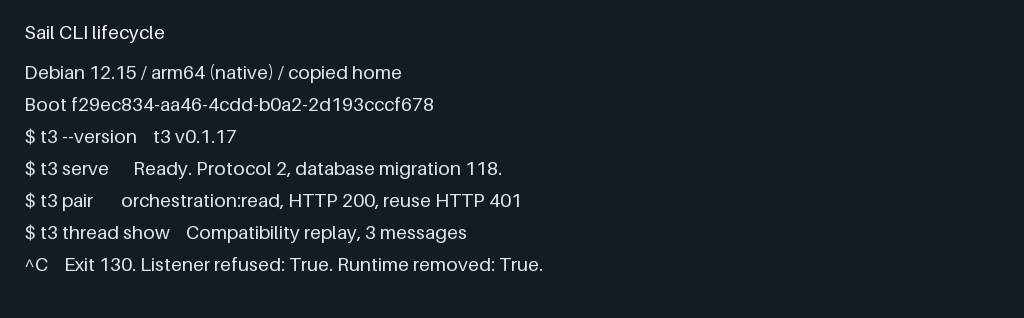 Sail CLI lifecycle
Debian 12.15 / arm64 (native) / copied home
Boot f29ec834-aa46-4cdd-b0a2-2d193cccf678
$ t3 --version    t3 v0.1.17
$ t3 serve    Ready. Protocol 2, database migration 118.
$ t3 pair    orchestration:read, HTTP 200, reuse HTTP 401
$ t3 thread show    Compatibility replay, 3 messages
^C    Exit 130. Listener refused: True. Runtime removed: True.